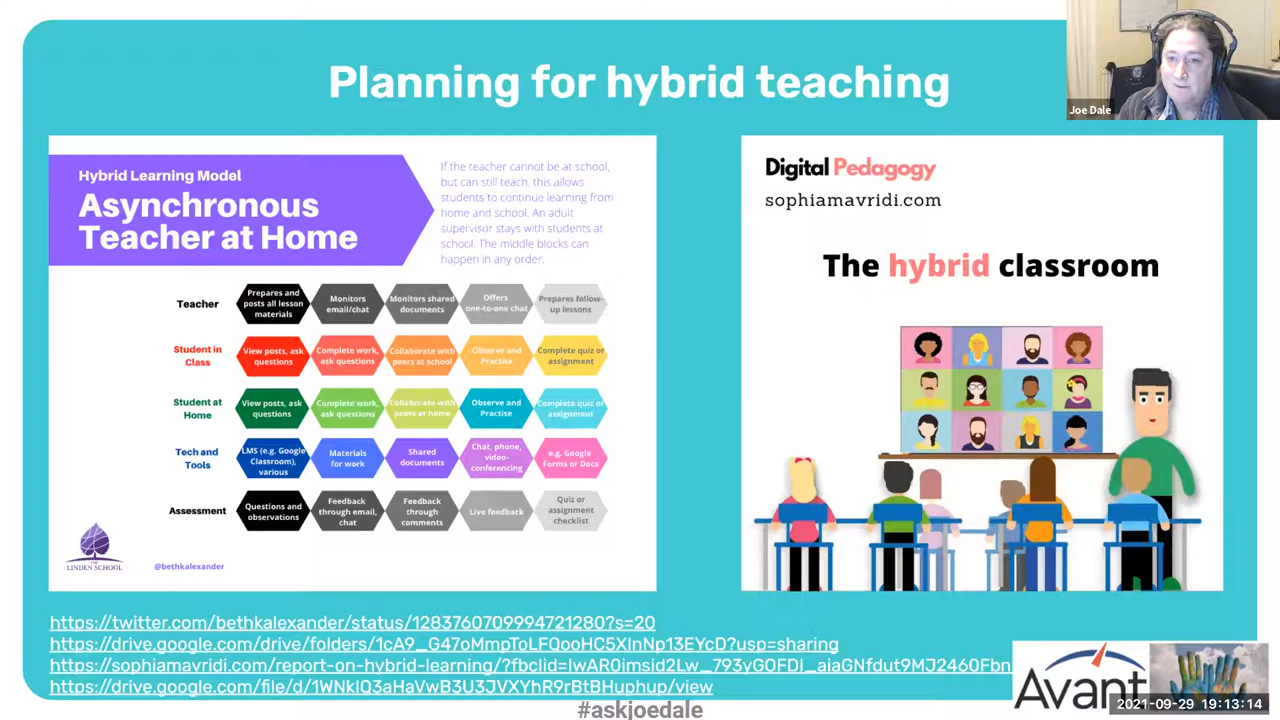 Planning for hybrid teaching
Joe Dale
Hybrid Learning Model
Asynchronous
Teacher at Home
If the teacher cannot be at school,
but can still teach, this allows
students to continue learning from
home and school. An adult
supervisor stays with students at
school. The middle blocks can
happen in any order.
Teacher
Prepares and
posts all lesson
materials
Monitors
email/chat
Monitors shared
documents
Offers
one-to-one chat
Prepares follow-
up lessons
Student in
Class
View posts, ask
questions
Complete work,
ask questions
Collaborate with
peers at school
Observe and
Practise
Complete quiz or
assignment
Student at
Home
View posts, ask
questions
Complete work,
ask questions
Collaborate with
peers at home
Observe and
Practise
Complete quiz or
assignment
Tech and
Tools
LMS (e.g. Google
Classroom),
various
Materials
for work
Shared
documents
Chat, phone,
video-
conferencing
e.g. Google
Forms or Docs
Assessment
Questions and
observations
Feedback
through email,
chat
Feedback
through
comments
Live feedback
Quiz or
assignment
checklist
THE
LINDEN SCHOOL
@bethkalexander
Digital Pedagogy
sophiamavridi.com
The hybrid classroom
https://twitter.com/bethkalexander/status/1283760709994721280?s=20
https://drive.google.com/drive/folders/1cA9_G47oMmpToLFQooHC5XInNp13EYcD?usp=sharing
https://sophiamavridi.com/report-on-hybrid-learning/?fbclid=IwAR0imsid2Lw_793yGOFDI_aiaGNfdut9MJ2460Fbn
https://drive.google.com/file/d/1WNklQ3aHaVwB3U3JVXYhR9rBtBHuphup/view
Avant
2021-09-29 19:13:14
#askjoedale